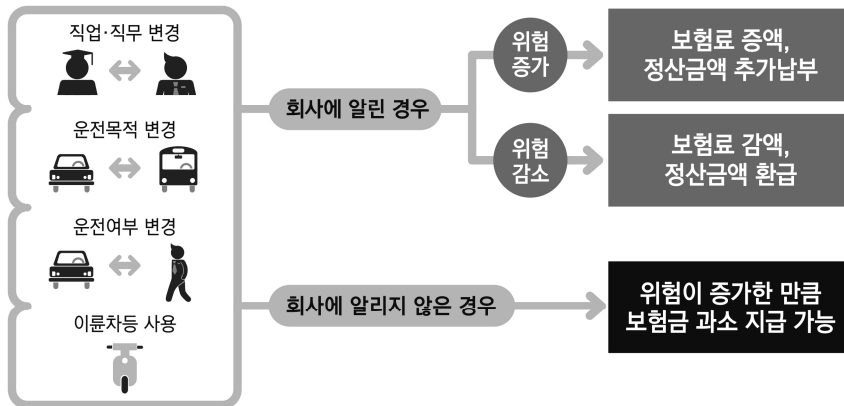 직업·직무 변경
운전목적 변경
운전여부 변경
이륜차등 사용
회사에 알린 경우
위험
증가
보험료 증액,
정산금액 추가납부
위험
감소
보험료 감액,
정산금액 환급
회사에 알리지 않은 경우
위험이 증가한 만큼
보험금 과소 지급 가능